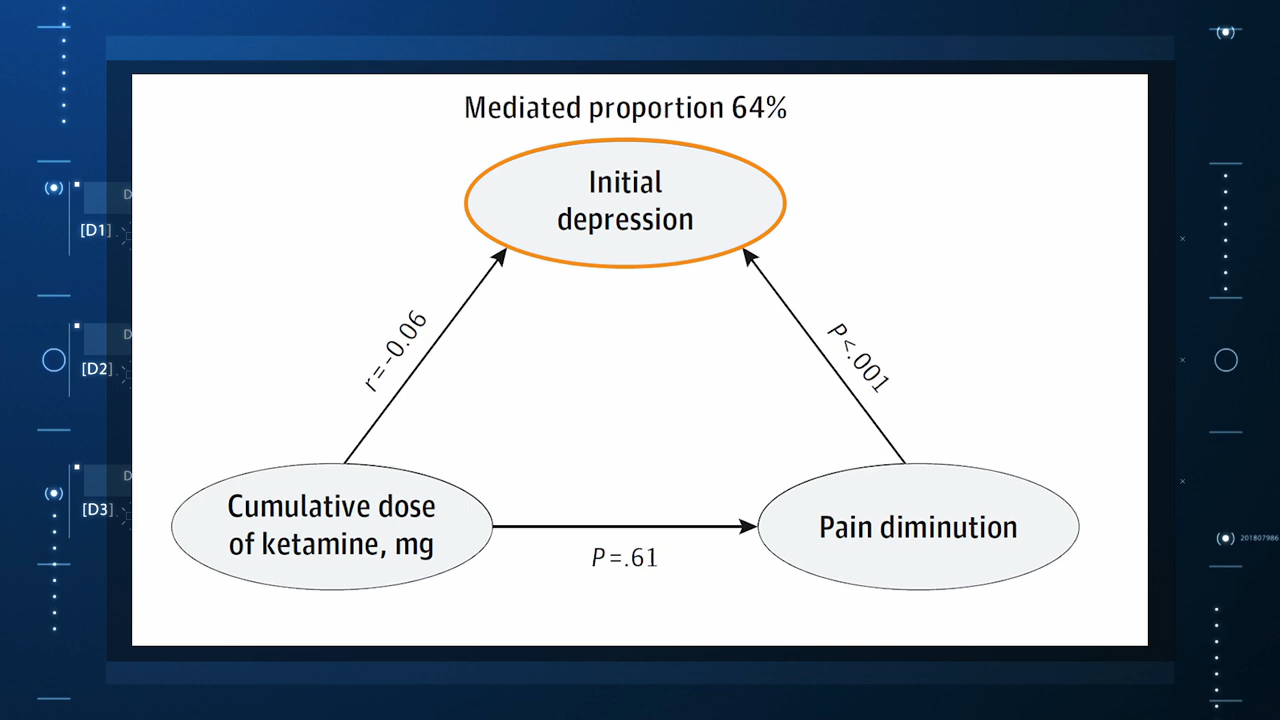 Mediated proportion 64%
Initial
depression
r=-0.06
P<.001
Cumulative dose
of ketamine, mg
Pain diminution
P=.61
D
[D1]
D
[D2]
D
[D3]
201807986